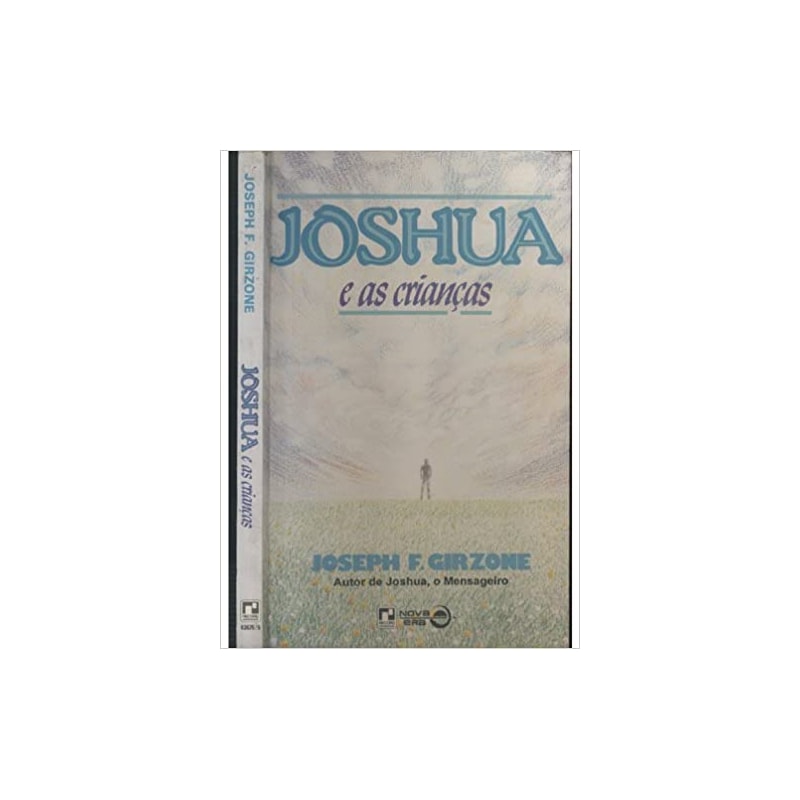 JOSEPH F. GIRZONE
JOSHUA e as crianças
JOSHUA
e as crianças
JOSEPH F. GIRZONE
Autor de Joshua, o Mensageiro
NOVA
ERA